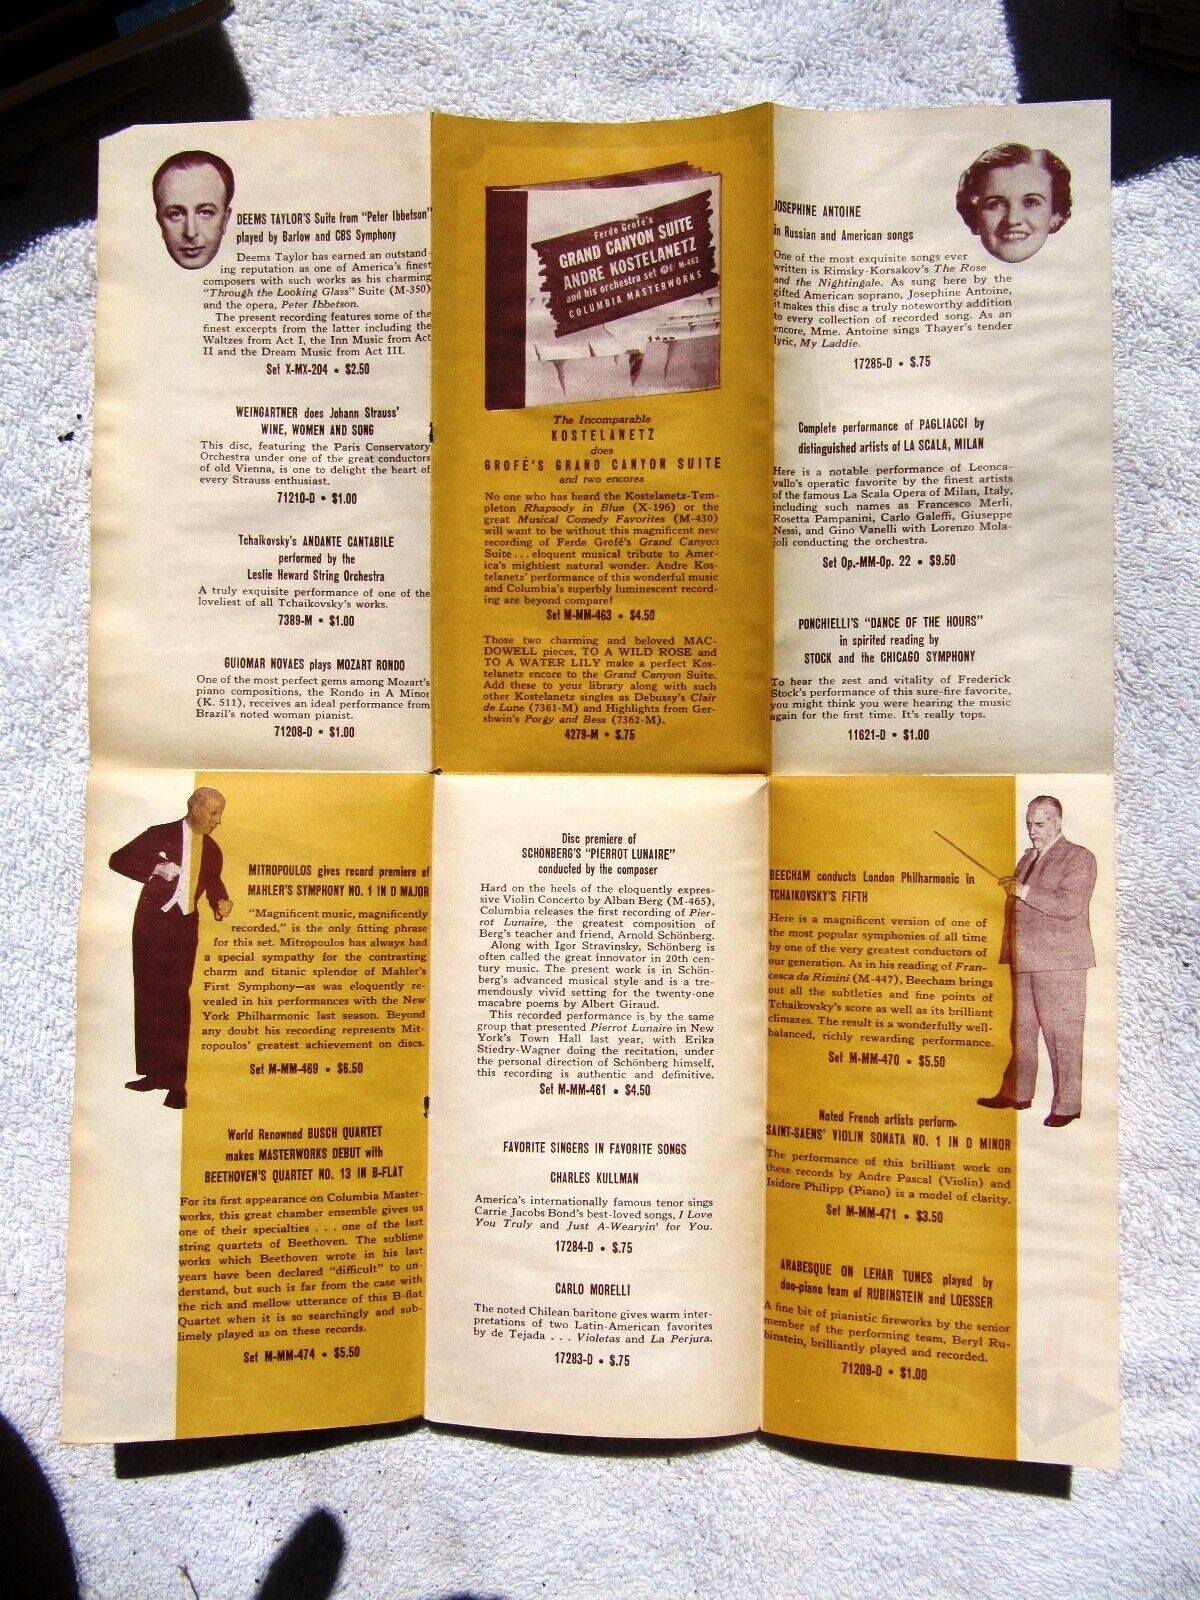 DEEMS TAYLOR'S Suite from "Peter Ibbetson"
played by Barlow and CBS Symphony
Deems Taylor has earned an outstand-
ing reputation as one of America's finest
composers with such works as his charming
"Through the Looking Glass" Suite (M-350)
and the opera, Peter Ibbetson.
The present recording features some of the
finest excerpts from the latter including the
Waltzes from Act I, the Inn Music from Act
II and the Dream Music from Act III.
Set X-MX-204 • $2.50
WEINGARTNER does Johann Strauss'
WINE, WOMEN AND SONG
This disc, featuring the Paris Conservatory
Orchestra under one of the great conductors
of old Vienna, is one to delight the heart of
every Strauss enthusiast.
71210-D • $1.00
Tchaikovsky's ANDANTE CANTABILE
performed by the
Leslie Heward String Orchestra
A truly exquisite performance of one of the
loveliest of all Tchaikovsky's works.
7389-M • $1.00
GUIOMAR NOVAES plays MOZART RONDO
One of the most perfect gems among Mozart's
piano compositions, the Rondo in A Minor
(K. 511), receives an ideal performance from
Brazil's noted woman pianist.
71208-D • $1.00
Ferde Grofé's
GRAND CANYON SUITE
ANDRE KOSTELANETZ
and his orchestra set M-463
COLUMBIA MASTERWORKS
The Incomparable
KOSTELANETZ
does
GROFÉ'S GRAND CANYON SUITE
and two encores
No one who has heard the Kostelanetz-Tem-
pleton Rhapsody in Blue (X-196) or the
great Musical Comedy Favorites (M-430)
will want to be without this magnificent new
recording of Ferde Grofé's Grand Canyon
Suite . . . eloquent musical tribute to Amer-
ica's mightiest natural wonder. Andre Kos-
telanetz' performance of this wonderful music
and Columbia's superbly luminescent record-
ing are beyond compare!
Set M-MM-463 • $4.50
Those two charming and beloved MAC-
DOWELL pieces, TO A WILD ROSE and
TO A WATER LILY make a perfect Kos-
telanetz encore to the Grand Canyon Suite.
Add these to your library along with such
other Kostelanetz singles as Debussy's Clair
de Lune (7361-M) and Highlights from Ger-
shwin's Porgy and Bess (7362-M).
4279-M • $.75
JOSEPHINE ANTOINE
in Russian and American songs
One of the most exquisite songs ever
written is Rimsky-Korsakov's The Rose
and the Nightingale. As sung here by the
gifted American soprano, Josephine Antoine,
it makes this disc a truly noteworthy addition
to every collection of recorded song. As an
encore, Mme. Antoine sings Thayer's tender
lyric, My Laddie.
17285-D • $.75
Complete performance of PAGLIACCI by
distinguished artists of LA SCALA, MILAN
Here is a notable performance of Leonca-
vallo's operatic favorite by the finest artists
of the famous La Scala Opera of Milan, Italy,
including such names as Francesco Merli,
Rosetta Pampanini, Carlo Galeffi, Giuseppe
Nessi, and Gino Vanelli with Lorenzo Mola-
joli conducting the orchestra.
Set Op.-MM-Op. 22 • $9.50
PONCHIELLI'S "DANCE OF THE HOURS"
in spirited reading by
STOCK and the CHICAGO SYMPHONY
To hear the zest and vitality of Frederick
Stock's performance of this sure-fire favorite,
you might think you were hearing the music
again for the first time. It's really tops.
11621-D • $1.00
MITROPOULOS gives record premiere of
MAHLER'S SYMPHONY NO. 1 IN D MAJOR
"Magnificent music, magnificently
recorded," is the only fitting phrase
for this set. Mitropoulos has always had
a special sympathy for the contrasting
charm and titanic splendor of Mahler's
First Symphony—as was eloquently re-
vealed in his performances with the New
York Philharmonic last season. Beyond
any doubt his recording represents Mit-
ropoulos' greatest achievement on discs.
Set M-MM-469 • $6.50
World Renowned BUSCH QUARTET
makes MASTERWORKS DEBUT with
BEETHOVEN'S QUARTET NO. 13 IN B-FLAT
For its first appearance on Columbia Master-
works, this great chamber ensemble gives us
one of their specialties . . . one of the last
string quartets of Beethoven. The sublime
works which Beethoven wrote in his last
years have been declared "difficult" to un-
derstand, but such is far from the case with
the rich and mellow utterance of this B-flat
Quartet when it is so searchingly and sub-
limely played as on these records.
Set M-MM-474 • $5.50
Disc premiere of
SCHÖNBERG'S "PIERROT LUNAIRE"
conducted by the composer
Hard on the heels of the eloquently expres-
sive Violin Concerto by Alban Berg (M-465),
Columbia releases the first recording of Pier-
rot Lunaire, the greatest composition of
Berg's teacher and friend, Arnold Schönberg.
Along with Igor Stravinsky, Schönberg is
often called the great innovator in 20th cen-
tury music. The present work is in Schön-
berg's advanced musical style and is a tre-
mendously vivid setting for the twenty-one
macabre poems by Albert Giraud.
This recorded performance is by the same
group that presented Pierrot Lunaire in New
York's Town Hall last year, with Erika
Stiedry-Wagner doing the recitation, under
the personal direction of Schönberg himself,
this recording is authentic and definitive.
Set M-MM-461 • $4.50
FAVORITE SINGERS IN FAVORITE SONGS
CHARLES KULLMAN
America's internationally famous tenor sings
Carrie Jacobs Bond's best-loved songs, I Love
You Truly and Just A-Wearyin' for You.
17284-D • $.75
CARLO MORELLI
The noted Chilean baritone gives warm inter-
pretations of two Latin-American favorites
by de Tejada . . . Violetas and La Perjura.
17283-D • $.75
BEECHAM conducts London Philharmonic in
TCHAIKOVSKY'S FIFTH
Here is a magnificent version of one of
the most popular symphonies of all time
by one of the very greatest conductors of
our generation. As in his reading of Fran-
cesca da Rimini (M-447), Beecham brings
out all the subtleties and fine points of
Tchaikovsky's score as well as its brilliant
climaxes. The result is a wonderfully well-
balanced, richly rewarding performance.
Set M-MM-470 • $5.50
Noted French artists perform
SAINT-SAËNS' VIOLIN SONATA NO. 1 IN D MINOR
The performance of this brilliant work on
these records by Andre Pascal (Violin) and
Isidore Philipp (Piano) is a model of clarity.
Set M-MM-471 • $3.50
ARABESQUE ON LEHAR TUNES played by
duo-piano team of RUBINSTEIN and LOESSER
A fine bit of pianistic fireworks by the senior
member of the performing team, Beryl Ru-
binstein, brilliantly played and recorded.
71209-D • $1.00